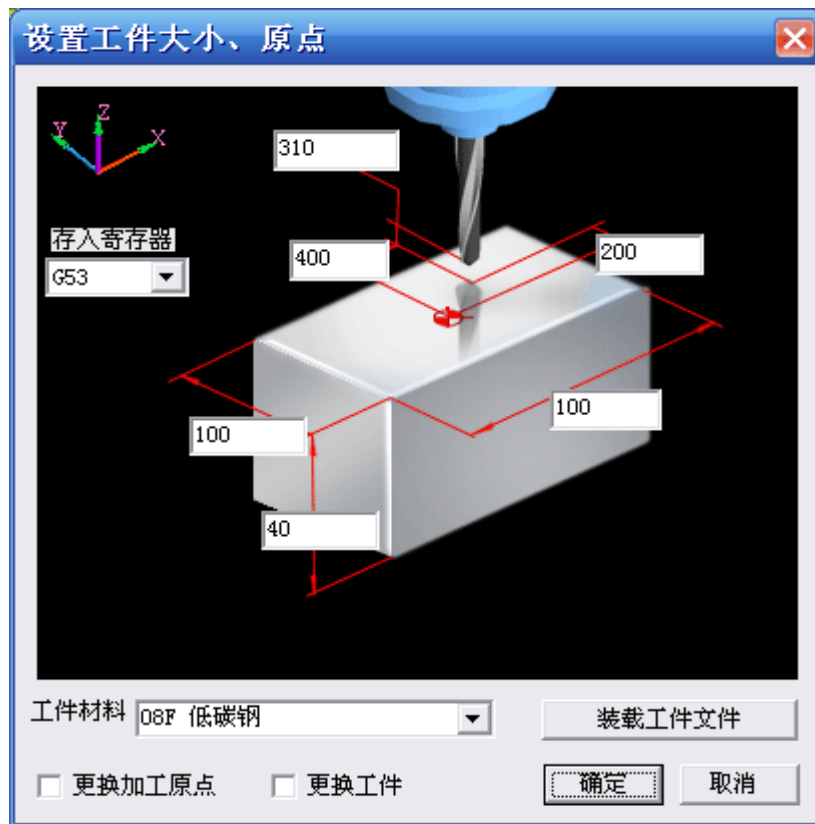 设置工件大小、原点
Z
Y
X
310
存入寄存器
400
200
G53
100
100
40
工件材料
08F 低碳钢
装载工件文件
更换加工原点
更换工件
确定
取消